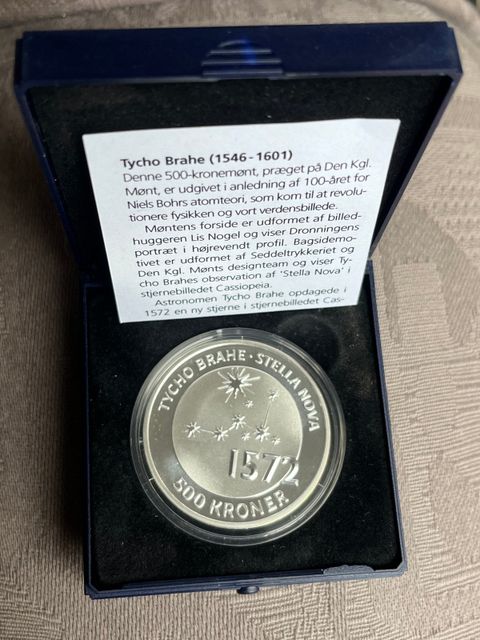 Tycho Brahe (1546 - 1601)
Denne 500-kronemønt, præget på Den Kgl.
Mønt, er udgivet i anledning af 100-året for
Niels Bohrs atomteori, som kom til at revolu-
tionere fysikken og vort verdensbillede.
Møntens forside er udformet af billed-
huggeren Lis Nogel og viser Dronningens
portræt i højrevendt profil. Bagsidemo-
tivet er udformet af Seddeltrykkeriet og
Den Kgl. Mønts designteam og viser Ty-
cho Brahes observation af 'Stella Nova' i
stjernebilledet Cassiopeia.
Astronomen Tycho Brahe opdagede i
1572 en ny stjerne i stjernebilledet Cas-
TYCHO BRAHE · STELLA NOVA
1572
500 KRONER